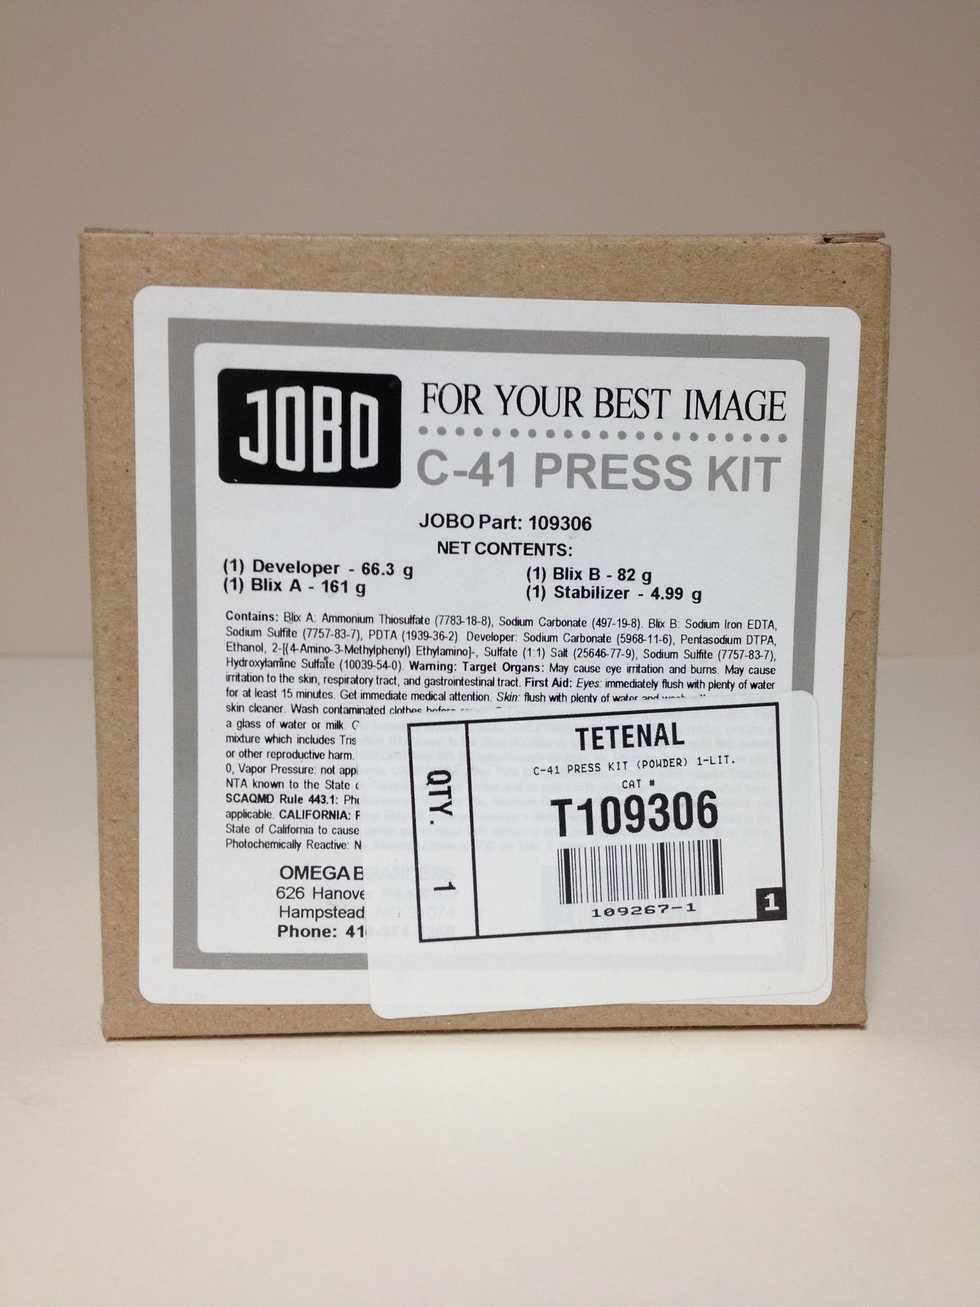 JOBO
FOR YOUR BEST IMAGE
C-41 PRESS KIT
JOBO Part: 109306
NET CONTENTS:
(1) Developer - 66.3 g
(1) Blix B - 82 g
(1) Blix A - 161 g
(1) Stabilizer - 4.99 g
Contains: Blix A: Ammonium Thiosulfate (7783-18-8), Sodium Carbonate (497-19-8). Blix B: Sodium Iron EDTA,
Sodium Sulfite (7757-83-7), PDTA (1939-36-2). Developer: Sodium Carbonate (5968-11-6), Pentasodium DTPA,
Ethanol, 2-[(4-Amino-3-Methylphenyl) Ethylamino]-, Sulfate (1:1) Salt (25646-77-9), Sodium Sulfite (7757-83-7),
Hydroxylamine Sulfate (10039-54-0). Warning: Target Organs: May cause eye irritation and burns. May cause
irritation to the skin, respiratory tract, and gastrointestinal tract. First Aid: Eyes: immediately flush with plenty of water
for at least 15 minutes. Get immediate medical attention. Skin: flush with plenty of water and
skin cleaner. Wash contaminated clothes before
a glass of water or milk.
mixture which includes Tris
or other reproductive harm.
0, Vapor Pressure: not app
NTA known to the State
SCAQMD Rule 443.1: Ph
applicable. CALIFORNIA:
State of California to cause
Photochemically Reactive: N
OMEGA B
626 Hanove
Hampstead
Phone: 41
TETENAL
C-41 PRESS KIT (POWDER) 1-LIT.
CAT #
T109306
109267-1
QTY. 1
1